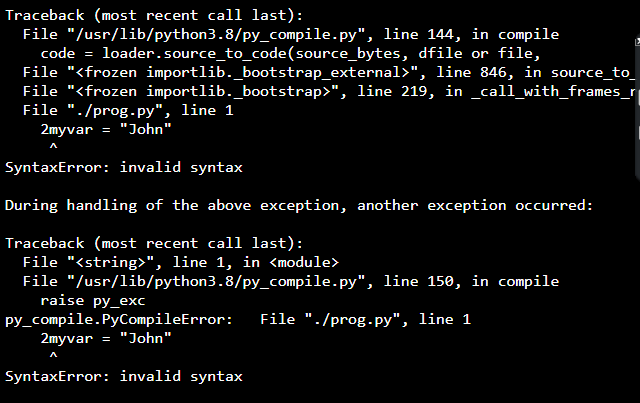 Traceback (most recent call last):
  File "/usr/lib/python3.8/py_compile.py", line 144, in compile
    code = loader.source_to_code(source_bytes, dfile or file,
  File "<frozen importlib._bootstrap_external>", line 846, in source_to_
  File "<frozen importlib._bootstrap>", line 219, in _call_with_frames_r
  File "./prog.py", line 1
    2myvar = "John"
     ^
SyntaxError: invalid syntax

During handling of the above exception, another exception occurred:

Traceback (most recent call last):
  File "<string>", line 1, in <module>
  File "/usr/lib/python3.8/py_compile.py", line 150, in compile
    raise py_exc
py_compile.PyCompileError:   File "./prog.py", line 1
    2myvar = "John"
     ^
SyntaxError: invalid syntax